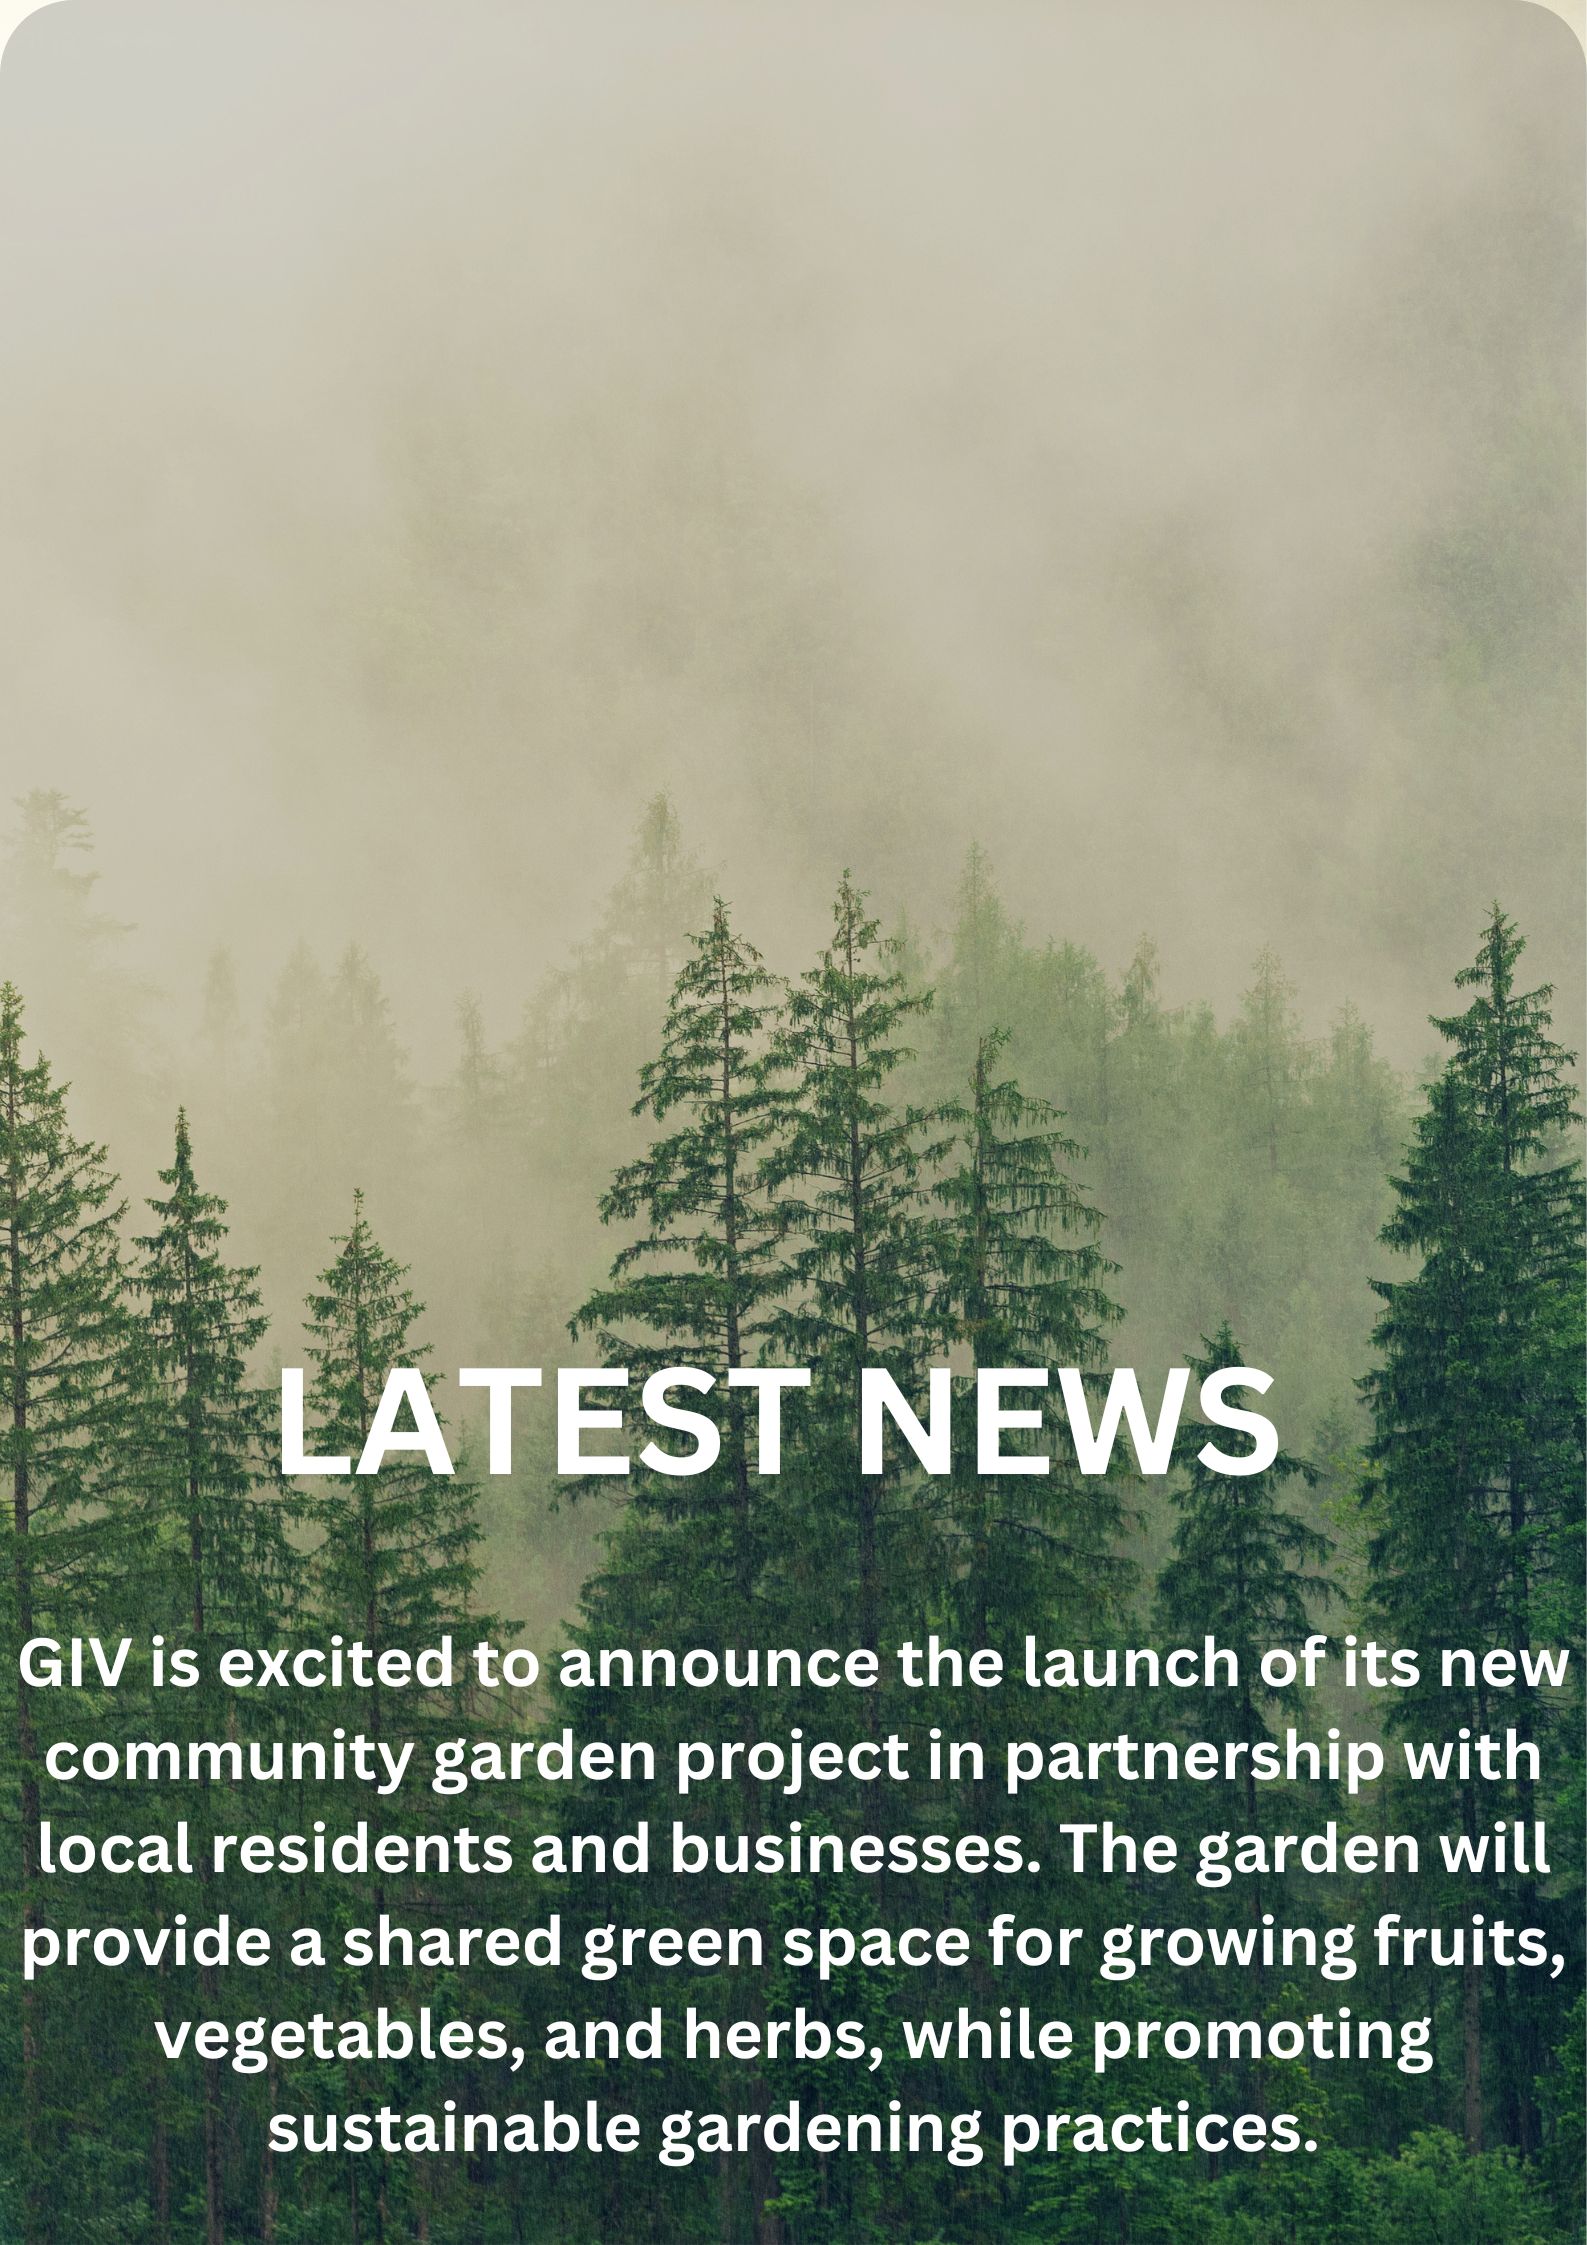 LATEST NEWS
GIV is excited to announce the launch of its new
community garden project in partnership with
local residents and businesses. The garden will
provide a shared green space for growing fruits,
vegetables, and herbs, while promoting
sustainable gardening practices.